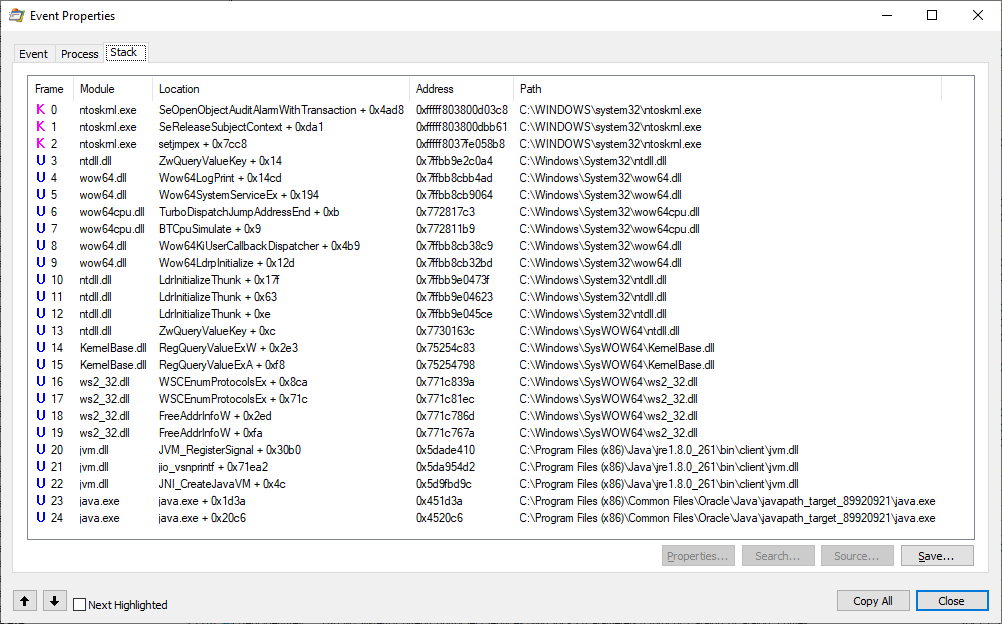 Event Properties
Event Process Stack
Frame Module Location Address Path
K 0 ntoskrnl.exe SeOpenObjectAuditAlarmWithTransaction + 0x4ad8 0xfffff803800d03c8 C:\WINDOWS\system32\ntoskrnl.exe
K 1 ntoskrnl.exe SeReleaseSubjectContext + 0xda1 0xfffff803800dbb61 C:\WINDOWS\system32\ntoskrnl.exe
K 2 ntoskrnl.exe setjmpex + 0x7cc8 0xfffff8037fe058b8 C:\WINDOWS\system32\ntoskrnl.exe
U 3 ntdll.dll ZwQueryValueKey + 0x14 0x7ffbb9e2c0a4 C:\Windows\System32\ntdll.dll
U 4 wow64.dll Wow64LogPrint + 0x14cd 0x7ffbb8cbb4ad C:\Windows\System32\wow64.dll
U 5 wow64.dll Wow64SystemServiceEx + 0x194 0x7ffbb8cb9064 C:\Windows\System32\wow64.dll
U 6 wow64cpu.dll TurboDispatchJumpAddressEnd + 0xb 0x772817c3 C:\Windows\System32\wow64cpu.dll
U 7 wow64cpu.dll BTCpuSimulate + 0x9 0x772811b9 C:\Windows\System32\wow64cpu.dll
U 8 wow64.dll Wow64KiUserCallbackDispatcher + 0x4b9 0x7ffbb8cb38c9 C:\Windows\System32\wow64.dll
U 9 wow64.dll Wow64LdrpInitialize + 0x12d 0x7ffbb8cb32bd C:\Windows\System32\wow64.dll
U 10 ntdll.dll LdrInitializeThunk + 0x17f 0x7ffbb9e0473f C:\Windows\System32\ntdll.dll
U 11 ntdll.dll LdrInitializeThunk + 0x63 0x7ffbb9e04623 C:\Windows\System32\ntdll.dll
U 12 ntdll.dll LdrInitializeThunk + 0xe 0x7ffbb9e045ce C:\Windows\System32\ntdll.dll
U 13 ntdll.dll ZwQueryValueKey + 0xc 0x7730163c C:\Windows\SysWOW64\ntdll.dll
U 14 KernelBase.dll RegQueryValueExW + 0x2e3 0x75254c83 C:\Windows\SysWOW64\KernelBase.dll
U 15 KernelBase.dll RegQueryValueExA + 0xf8 0x75254798 C:\Windows\SysWOW64\KernelBase.dll
U 16 ws2_32.dll WSCEnumProtocolsEx + 0x8ca 0x771c839a C:\Windows\SysWOW64\ws2_32.dll
U 17 ws2_32.dll WSCEnumProtocolsEx + 0x71c 0x771c81ec C:\Windows\SysWOW64\ws2_32.dll
U 18 ws2_32.dll FreeAddrInfoW + 0x2ed 0x771c786d C:\Windows\SysWOW64\ws2_32.dll
U 19 ws2_32.dll FreeAddrInfoW + 0xfa 0x771c767a C:\Windows\SysWOW64\ws2_32.dll
U 20 jvm.dll JVM_RegisterSignal + 0x30b0 0x5dade410 C:\Program Files (x86)\Java\jre1.8.0_261\bin\client\jvm.dll
U 21 jvm.dll jio_vsnprintf + 0x71ea2 0x5da954d2 C:\Program Files (x86)\Java\jre1.8.0_261\bin\client\jvm.dll
U 22 jvm.dll JNI_CreateJavaVM + 0x4c 0x5d9fbd9c C:\Program Files (x86)\Java\jre1.8.0_261\bin\client\jvm.dll
U 23 java.exe java.exe + 0x1d3a 0x451d3a C:\Program Files (x86)\Common Files\Oracle\Java\javapath_target_89920921\java.exe
U 24 java.exe java.exe + 0x20c6 0x4520c6 C:\Program Files (x86)\Common Files\Oracle\Java\javapath_target_89920921\java.exe
Properties... Search... Source... Save...
Next Highlighted Copy All Close